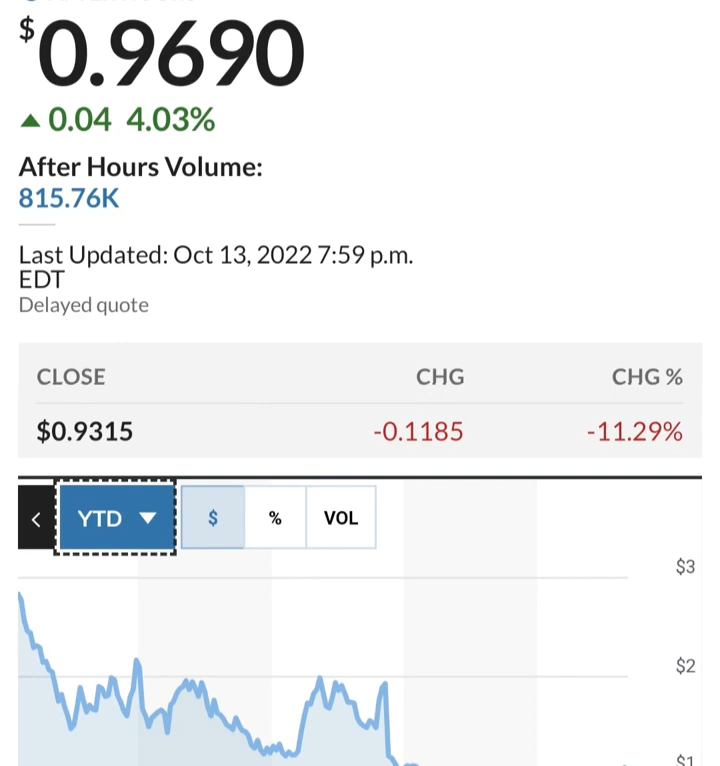 $0.9690
▲ 0.04 4.03%
After Hours Volume:
815.76K
Last Updated: Oct 13, 2022 7:59 p.m.
EDT
Delayed quote
CLOSE CHG CHG %
$0.9315 -0.1185 -11.29%
YTD $ % VOL
$3
$2
$1